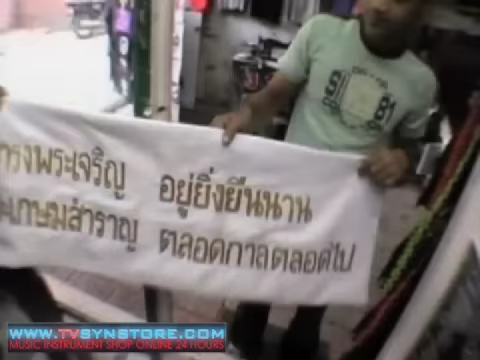 ทรงพระเจริญ อยู่ยิ่งยืนนาน
เกษมสำราญ ตลอดกาลตลอดไป
WWW.TVSYNSTORE.COM
MUSIC INSTRUMENT SHOP ONLINE 24 HOURS